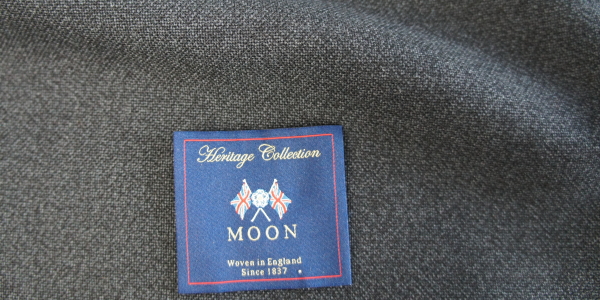 Heritage Collection
MOON
Woven in England
Since 1837